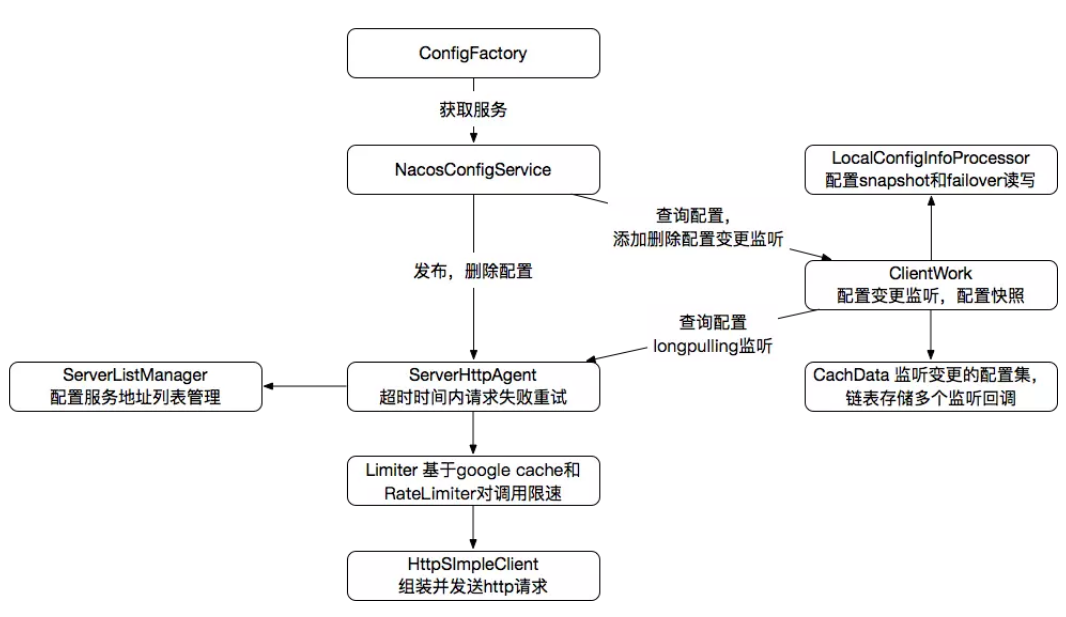 ConfigFactory
获取服务
NacosConfigService
LocalConfigInfoProcessor
配置snapshot和failover读写
查询配置，
添加删除配置变更监听
发布，删除配置
ClientWork
配置变更监听，配置快照
查询配置
longpulling监听
ServerListManager
配置服务地址列表管理
ServerHttpAgent
超时时间内请求失败重试
CachData 监听变更的配置集，
链表存储多个监听回调
Limiter 基于google cache和
RateLimiter对调用限速
HttpSImpleClient
组装并发送http请求